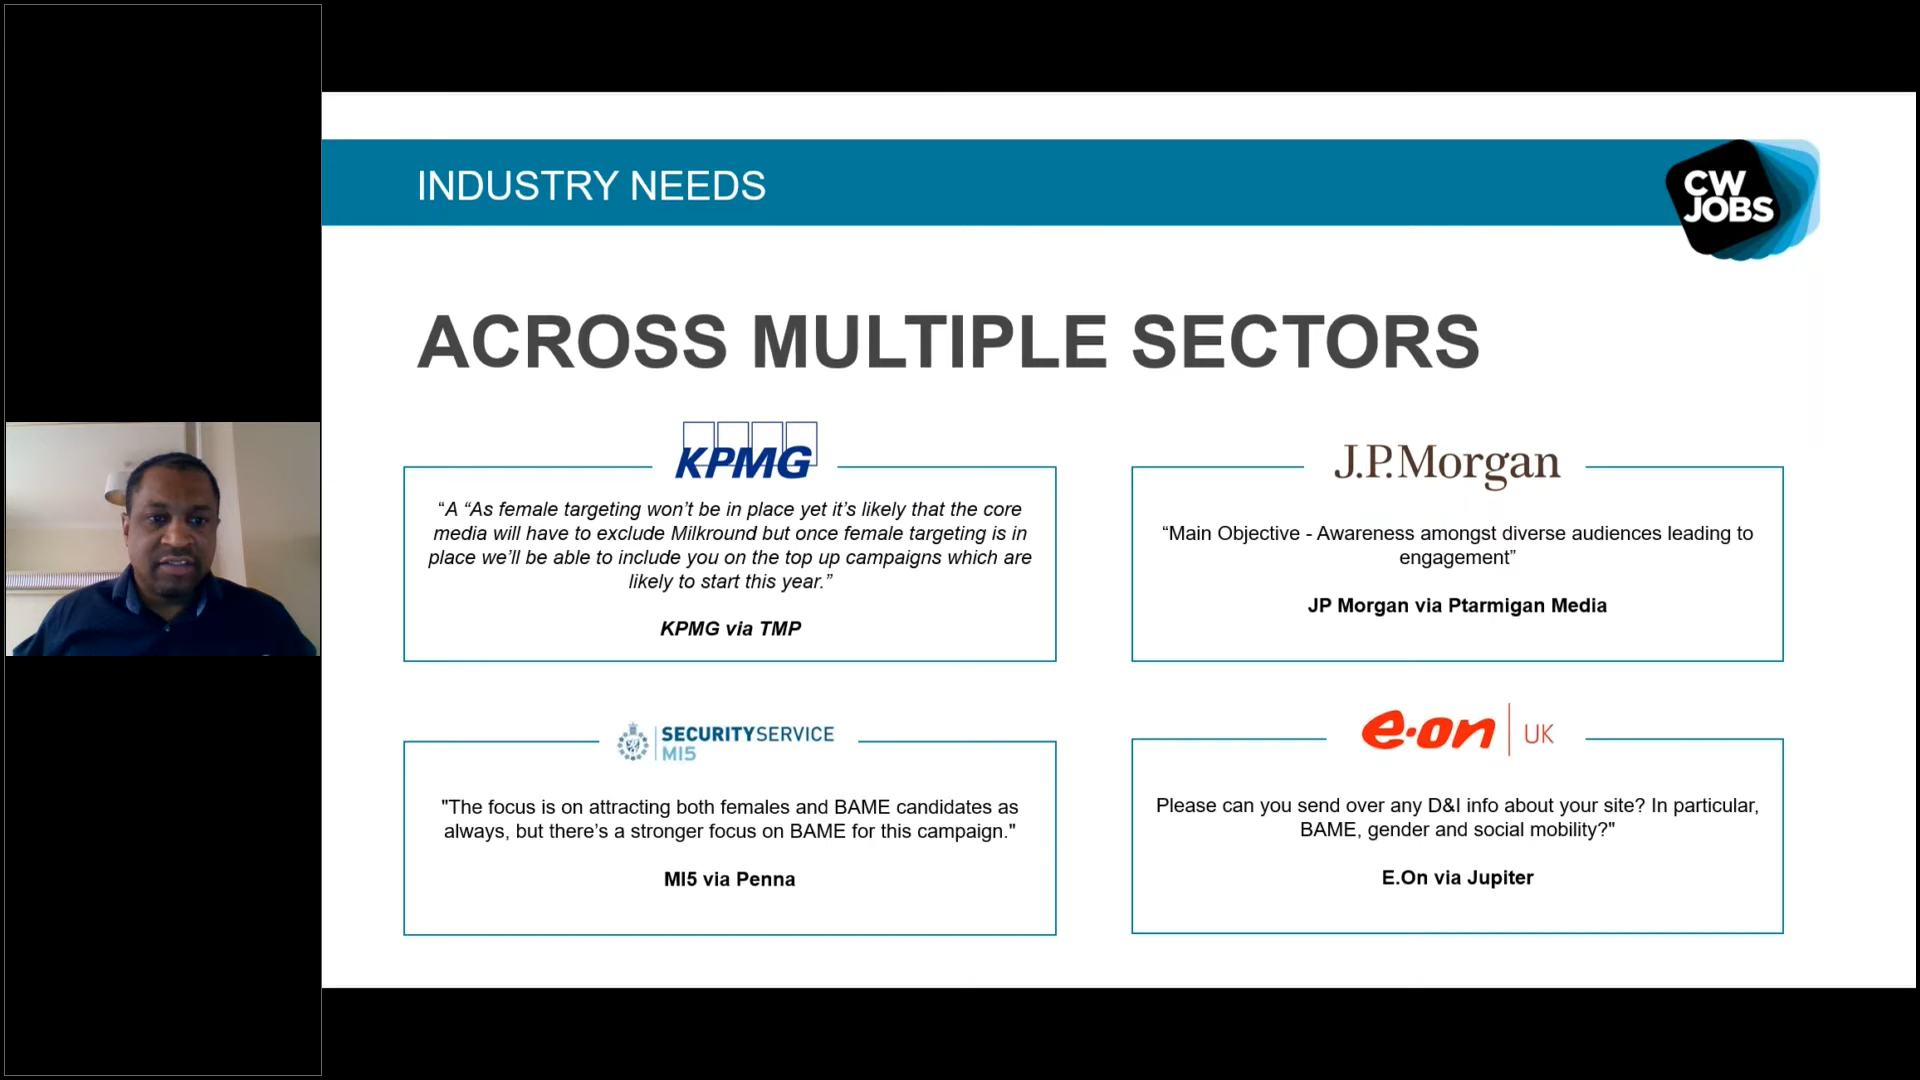 INDUSTRY NEEDS
CW
JOBS
ACROSS MULTIPLE SECTORS
KPMG
“A “As female targeting won’t be in place yet it’s likely that the core
media will have to exclude Milkround but once female targeting is in
place we’ll be able to include you on the top up campaigns which are
likely to start this year.”
KPMG via TMP
J.P.Morgan
“Main Objective - Awareness amongst diverse audiences leading to
engagement”
JP Morgan via Ptarmigan Media
SECURITYSERVICE
MI5
"The focus is on attracting both females and BAME candidates as
always, but there’s a stronger focus on BAME for this campaign."
MI5 via Penna
e·on UK
Please can you send over any D&I info about your site? In particular,
BAME, gender and social mobility?"
E.On via Jupiter